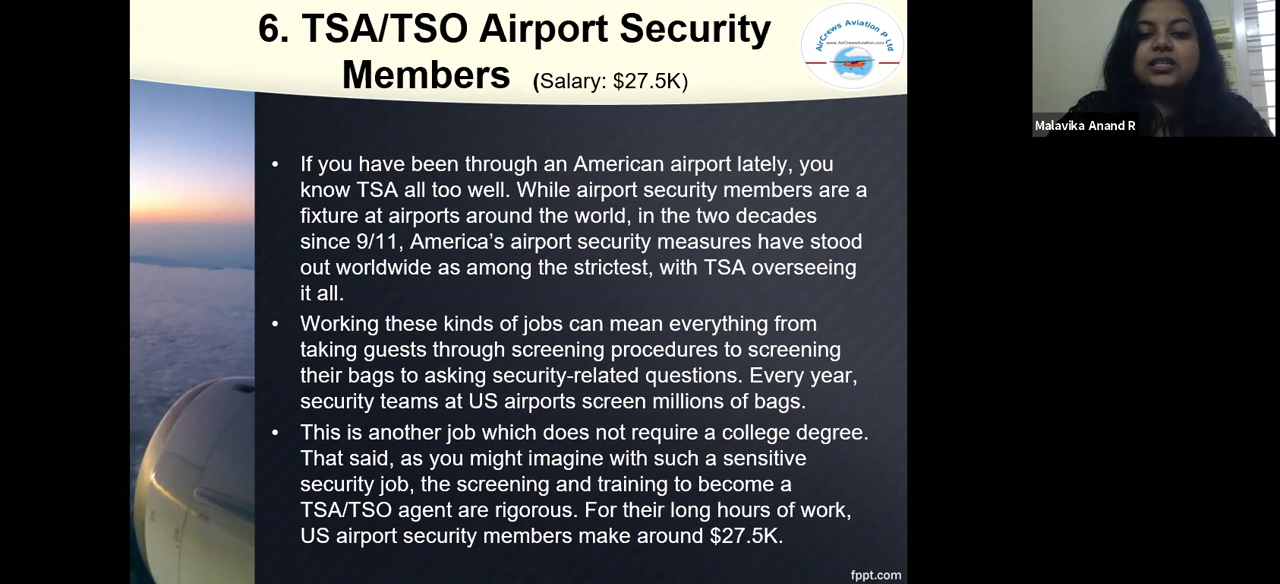 6. TSA/TSO Airport Security
Members (Salary: $27.5K)
AirCrews Aviation P Ltd
www.AirCrewsAviation.com
Malavika Anand R
• If you have been through an American airport lately, you
know TSA all too well. While airport security members are a
fixture at airports around the world, in the two decades
since 9/11, America’s airport security measures have stood
out worldwide as among the strictest, with TSA overseeing
it all.
• Working these kinds of jobs can mean everything from
taking guests through screening procedures to screening
their bags to asking security-related questions. Every year,
security teams at US airports screen millions of bags.
• This is another job which does not require a college degree.
That said, as you might imagine with such a sensitive
security job, the screening and training to become a
TSA/TSO agent are rigorous. For their long hours of work,
US airport security members make around $27.5K.
fppt.com